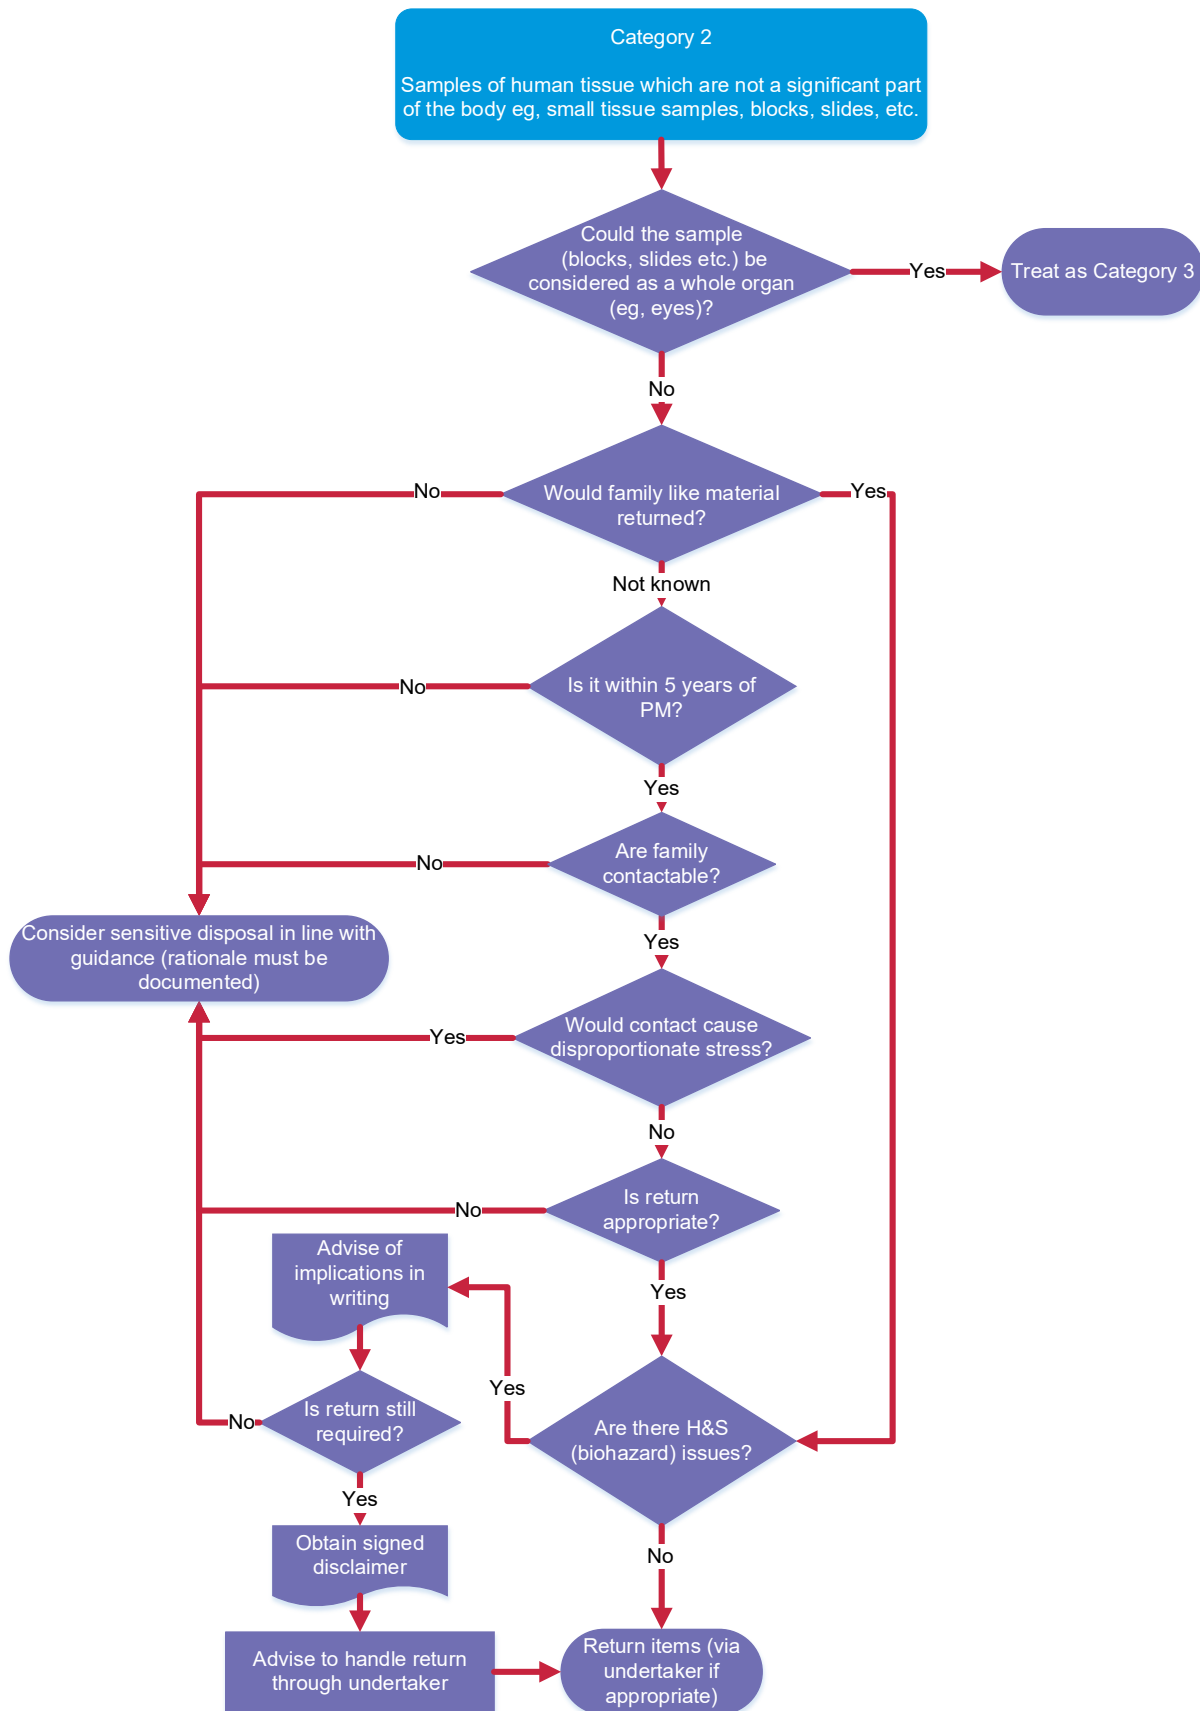 Category 2
Samples of human tissue which are not a significant part
of the body eg, small tissue samples, blocks, slides, etc.
Could the sample
(blocks, slides etc.) be
considered as a whole organ
(eg, eyes)?
Yes
Treat as Category 3
No
Would family like material
returned?
No
Yes
Not known
Is it within 5 years of
PM?
No
Yes
Are family
contactable?
No
Yes
Consider sensitive disposal in line with
guidance (rationale must be
documented)
Would contact cause
disproportionate stress?
Yes
No
Is return
appropriate?
No
Yes
Advise of
implications in
writing
Yes
Is return still
required?
No
Are there H&S
(biohazard) issues?
Yes
No
Obtain signed
disclaimer
Advise to handle return
through undertaker
Return items (via
undertaker if
appropriate)